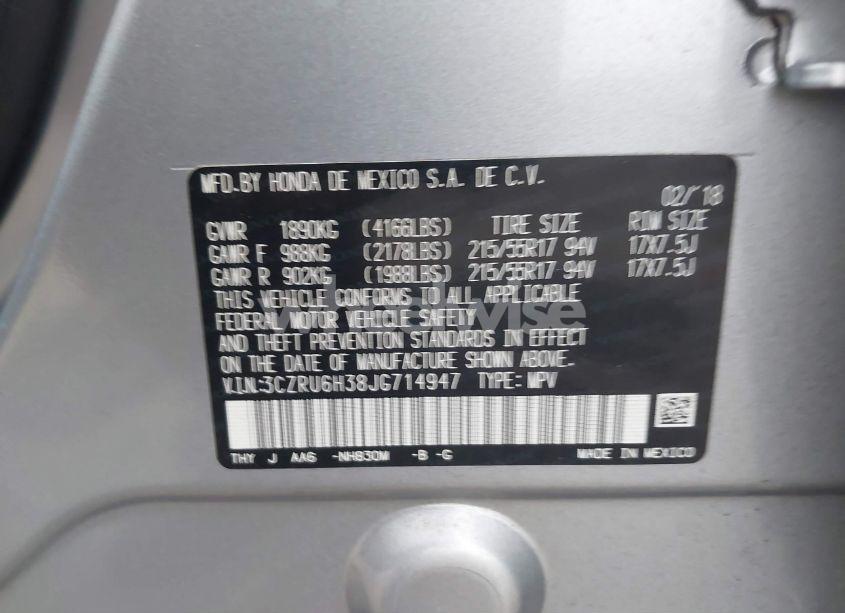 MFD.BY HONDA DE MEXICO S.A. DE C.V.
02/'18
GVWR 1890KG (4166LBS) TIRE SIZE RIM SIZE
GAWR F 988KG (2178LBS) 215/55R17 94V 17X7.5J
GAWR R 902KG (1988LBS) 215/55R17 94V 17X7.5J
THIS VEHICLE CONFORMS TO ALL APPLICABLE
FEDERAL MOTOR VEHICLE SAFETY
AND THEFT PREVENTION STANDARDS IN EFFECT
ON THE DATE OF MANUFACTURE SHOWN ABOVE.
V.I.N:3CZRU6H38JG714947 TYPE: MPV
THY J AA6 -NH830M -B -G MADE IN MEXICO